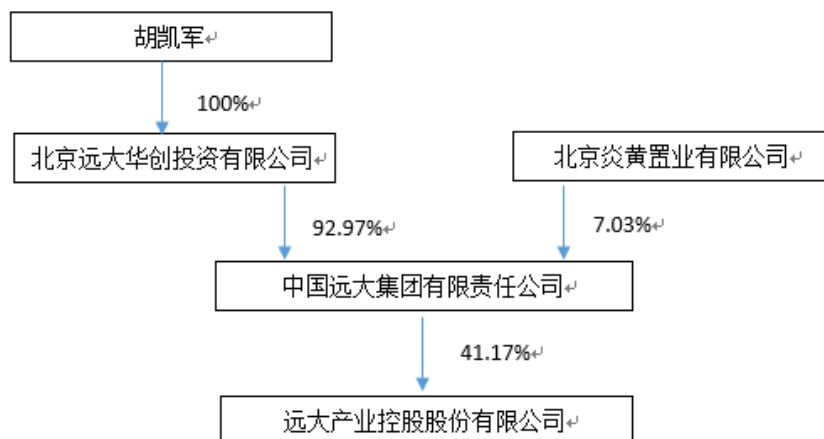 胡凯军
100%
北京远大华创投资有限公司
北京炎黄置业有限公司
92.97%
7.03%
中国远大集团有限责任公司
41.17%
远大产业控股股份有限公司